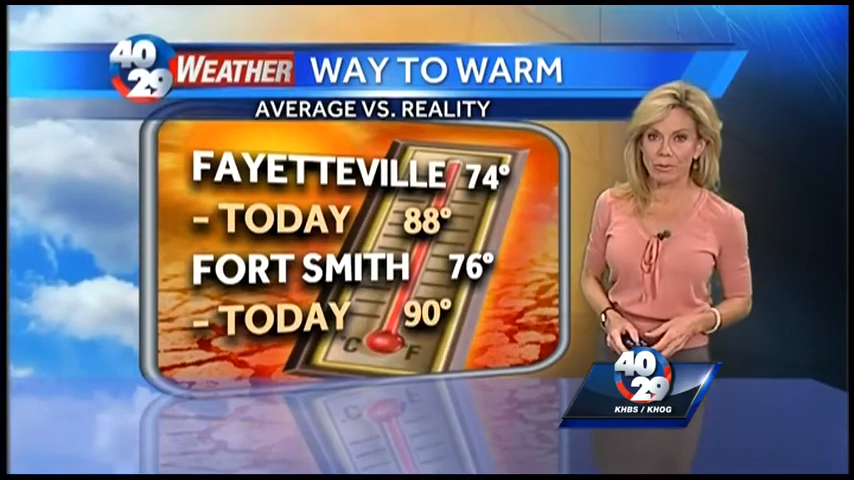 40
29
WEATHER
WAY TO WARM
AVERAGE VS. REALITY
FAYETTEVILLE 74°
- TODAY 88°
FORT SMITH 76°
- TODAY 90°
°C F
40
29
KHBS / KHOG